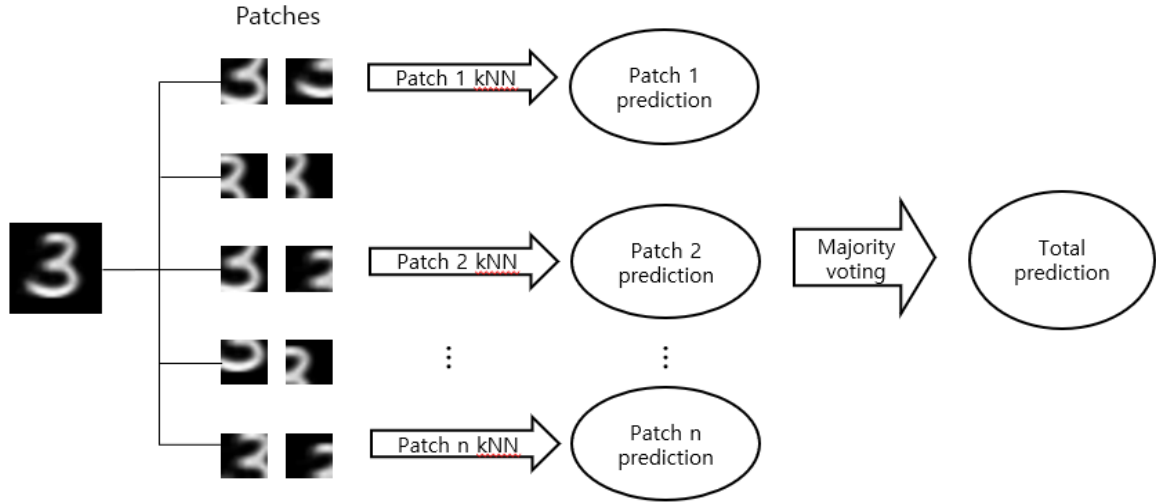 Patches
Patch 1 kNN
Patch 1
prediction
Patch 2 kNN
Patch 2
prediction
Majority
voting
Total
prediction
⋮
⋮
Patch n kNN
Patch n
prediction